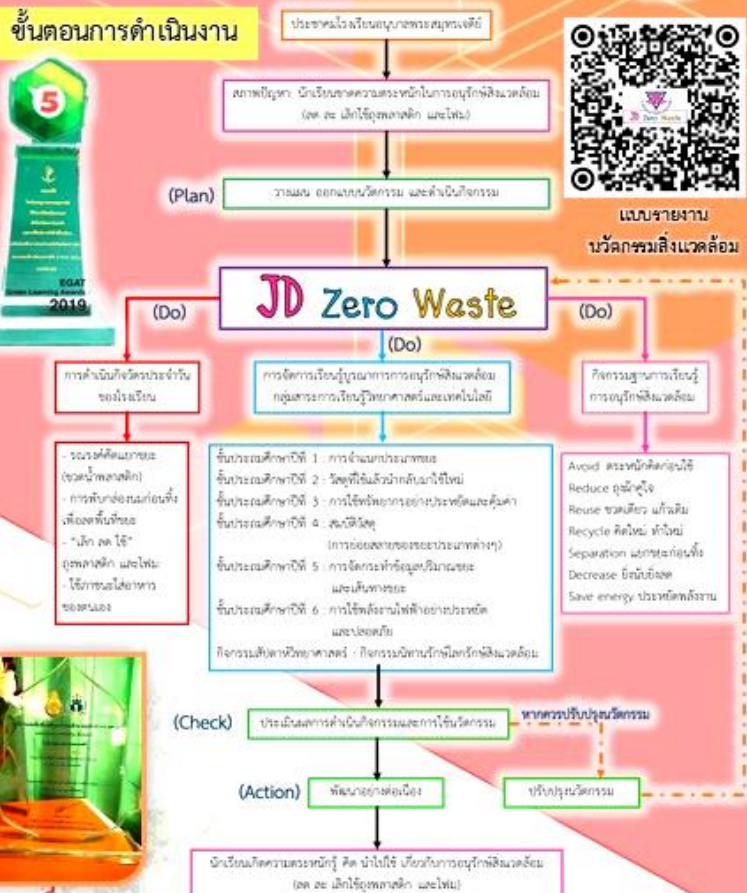 ขั้นตอนการดำเนินงาน
ประชาคมโรงเรียนอนุบาลพระสมุทรเจดีย์
สภาพปัญหา นักเรียนขาดความตระหนักในการอนุรักษ์สิ่งแวดล้อม
(ลด ละ เลิกใช้ถุงพลาสติก และโฟม)
5
EGAT
Green Learning Awards
2019
JD Zero Waste
แบบรายงาน
นวัตกรรมสิ่งแวดล้อม
(Plan)
วางแผน ออกแบบนวัตกรรม และดำเนินกิจกรรม
JD Zero Waste
(Do)
(Do)
(Do)
การดำเนินกิจวัตรประจำวัน
ของโรงเรียน
- รณรงค์คัดแยกขยะ
(ขวดน้ำพลาสติก)
- การพับกล่องนมก่อนทิ้ง
เพื่อลดพื้นที่ขยะ
- "เลิก ลด ใช้"
ถุงพลาสติก และโฟม
- ใช้ภาชนะใส่อาหาร
ของตนเอง
การจัดการเรียนรู้บูรณาการการอนุรักษ์สิ่งแวดล้อม
กลุ่มสาระการเรียนรู้วิทยาศาสตร์และเทคโนโลยี
ชั้นประถมศึกษาปีที่ 1 : การจำแนกประเภทขยะ
ชั้นประถมศึกษาปีที่ 2 : วัสดุที่ใช้แล้วนำกลับมาใช้ใหม่
ชั้นประถมศึกษาปีที่ 3 : การใช้ทรัพยากรอย่างประหยัดและคุ้มค่า
ชั้นประถมศึกษาปีที่ 4 : สมบัติวัสดุ
(การย่อยสลายของขยะประเภทต่างๆ)
ชั้นประถมศึกษาปีที่ 5 : การจัดกระทำข้อมูลปริมาณขยะ
และเส้นทางขยะ
ชั้นประถมศึกษาปีที่ 6 : การใช้พลังงานไฟฟ้าอย่างประหยัด
และปลอดภัย
กิจกรรมสัปดาห์วิทยาศาสตร์ : กิจกรรมนิทานรักษ์โลกรักษ์สิ่งแวดล้อม
กิจกรรมฐานการเรียนรู้
การอนุรักษ์สิ่งแวดล้อม
Avoid ตระหนักคิดก่อนใช้
Reduce ถุงผ้าคู่ใจ
Reuse ขวดเดียว แก้วเดิม
Recycle คิดใหม่ ทำใหม่
Separation แยกขยะก่อนทิ้ง
Decrease ยิ่งนับยิ่งลด
Save energy ประหยัดพลังงาน
(Check)
ประเมินผลการดำเนินกิจกรรมและการใช้นวัตกรรม
หากควรปรับปรุงนวัตกรรม
(Action)
พัฒนาอย่างต่อเนื่อง
ปรับปรุงนวัตกรรม
นักเรียนเกิดความตระหนักรู้ คิด นำไปใช้ เกี่ยวกับการอนุรักษ์สิ่งแวดล้อม
(ลด ละ เลิกใช้ถุงพลาสติก และโฟม)